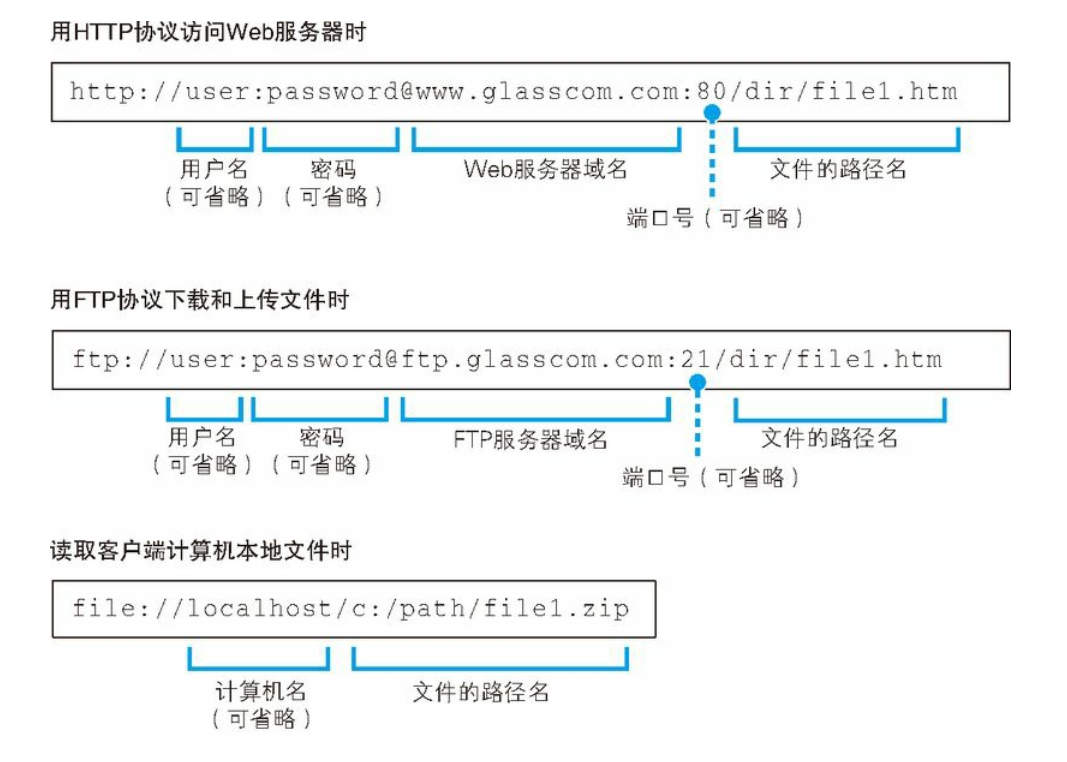 用HTTP协议访问Web服务器时
http://user:password@www.glasscom.com:80/dir/file1.htm
用户名 密码 Web服务器域名 文件的路径名
（可省略）（可省略）
端口号（可省略）
用FTP协议下载和上传文件时
ftp://user:password@ftp.glasscom.com:21/dir/file1.htm
用户名 密码 FTP服务器域名 文件的路径名
（可省略）（可省略）
端口号（可省略）
读取客户端计算机本地文件时
file://localhost/c:/path/file1.zip
计算机名 文件的路径名
（可省略）